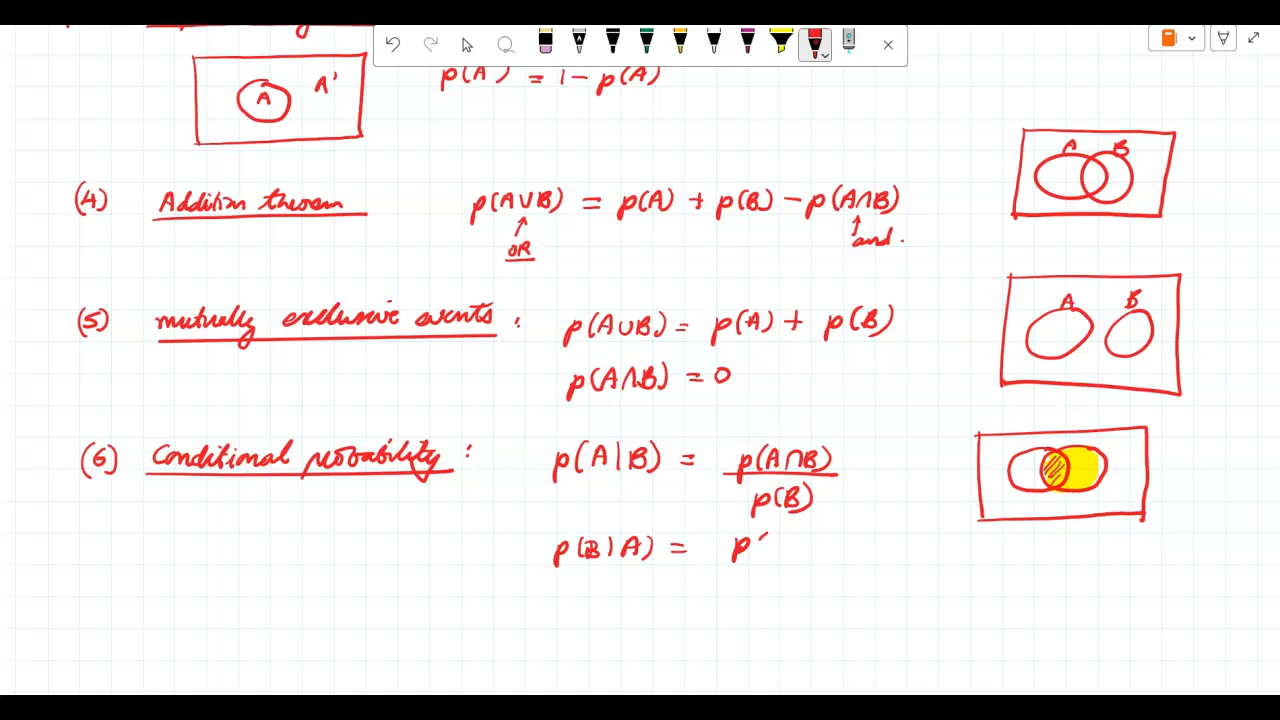 A A'
p(A') = 1 - p(A)
A B
(4) Addition theorem p(A∪B) = p(A) + p(B) - p(A∩B)
OR and.
A B
(5) mutually exclusive events : p(A∪B) = p(A) + p(B)
p(A∩B) = 0
(6) Conditional probability : p(A|B) = p(A∩B)
p(B)
p(B|A) = p